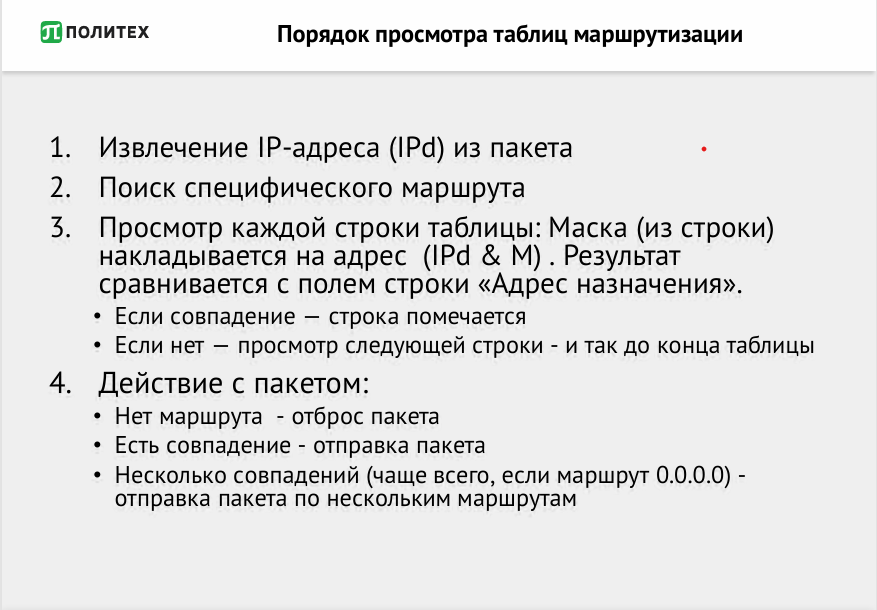 ПОЛИТЕХ
Порядок просмотра таблиц маршрутизации
1. Извлечение IP-адреса (IPd) из пакета
2. Поиск специфического маршрута
3. Просмотр каждой строки таблицы: Маска (из строки)
накладывается на адрес  (IPd & M) . Результат
сравнивается с полем строки «Адрес назначения».
• Если совпадение — строка помечается
• Если нет — просмотр следующей строки - и так до конца таблицы
4. Действие с пакетом:
• Нет маршрута  - отброс пакета
• Есть совпадение - отправка пакета
• Несколько совпадений (чаще всего, если маршрут 0.0.0.0) -
отправка пакета по нескольким маршрутам